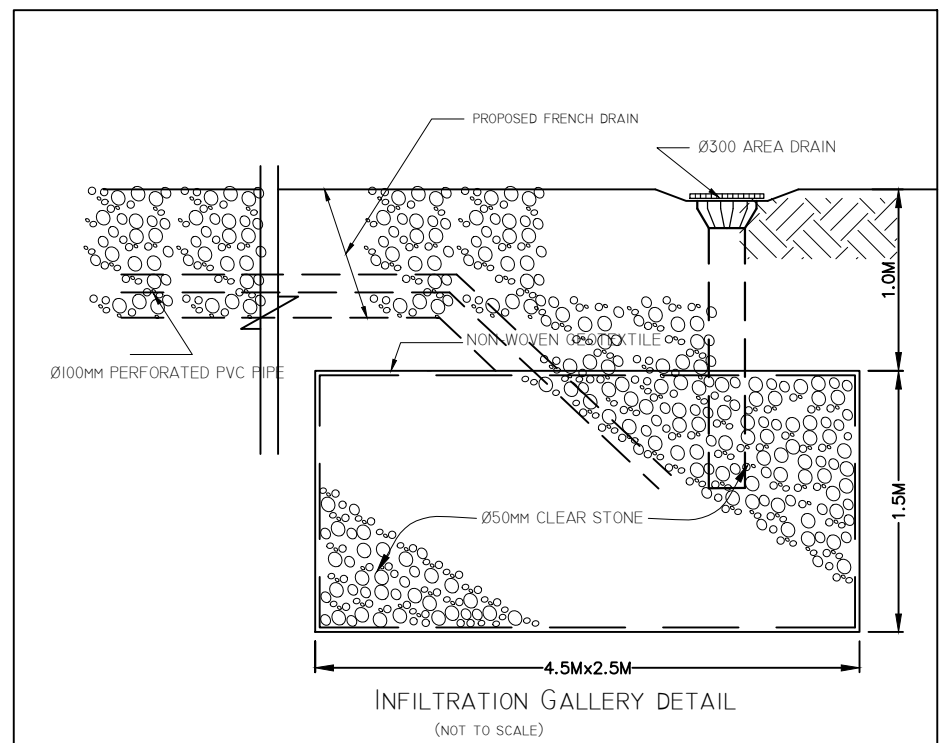 PROPOSED FRENCH DRAIN
Ø300 AREA DRAIN
1.0M
NON-WOVEN GEOTEXTILE
Ø100MM PERFORATED PVC PIPE
Ø50MM CLEAR STONE
1.5M
4.5Mx2.5M
INFILTRATION GALLERY DETAIL
(NOT TO SCALE)